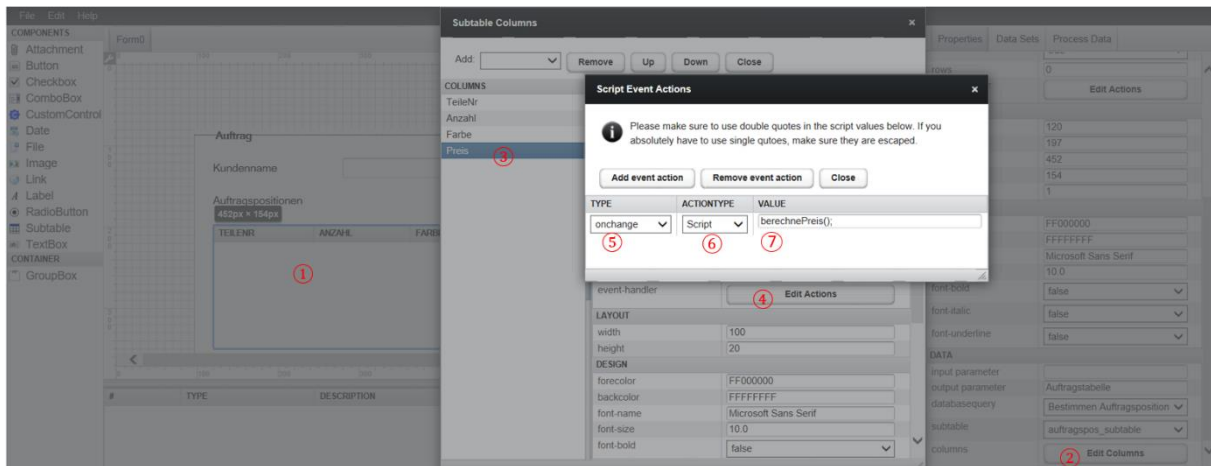 File Edit Help
COMPONENTS
Attachment
Button
Checkbox
ComboBox
CustomControl
Date
File
Image
Link
Label
RadioButton
Subtable
TextBox
CONTAINER
GroupBox
Form0
Auftrag
Kundenname
Auftragspositionen
482px × 154px
TEILENR ANZAHL
①
# TYPE DESCRIPTION
Subtable Columns ×
Add: Remove Up Down Close
COLUMNS
TeileNr
Anzahl
Farbe
Preis ③
Script Event Actions ×
Please make sure to use double quotes in the script values below. If you
absolutely have to use single qutoes, make sure they are escaped.
Add event action Remove event action Close
TYPE ACTIONTYPE VALUE
onchange Script berechnePreis();
⑤ ⑥ ⑦
event-handler ④ Edit Actions
LAYOUT
width 100
height 20
DESIGN
forecolor FF000000
backcolor FFFFFFFF
font-name Microsoft Sans Serif
font-size 10.0
font-bold false
Properties Data Sets Process Data
rows 0
Edit Actions
120
197
452
154
1
FF000000
FFFFFFFF
Microsoft Sans Serif
10.0
font-bold false
font-italic false
font-underline false
DATA
input parameter
output parameter Auftragstabelle
databasequery Bestimmen Auftragsposition
subtable auftragspos_subtable
columns ② Edit Columns